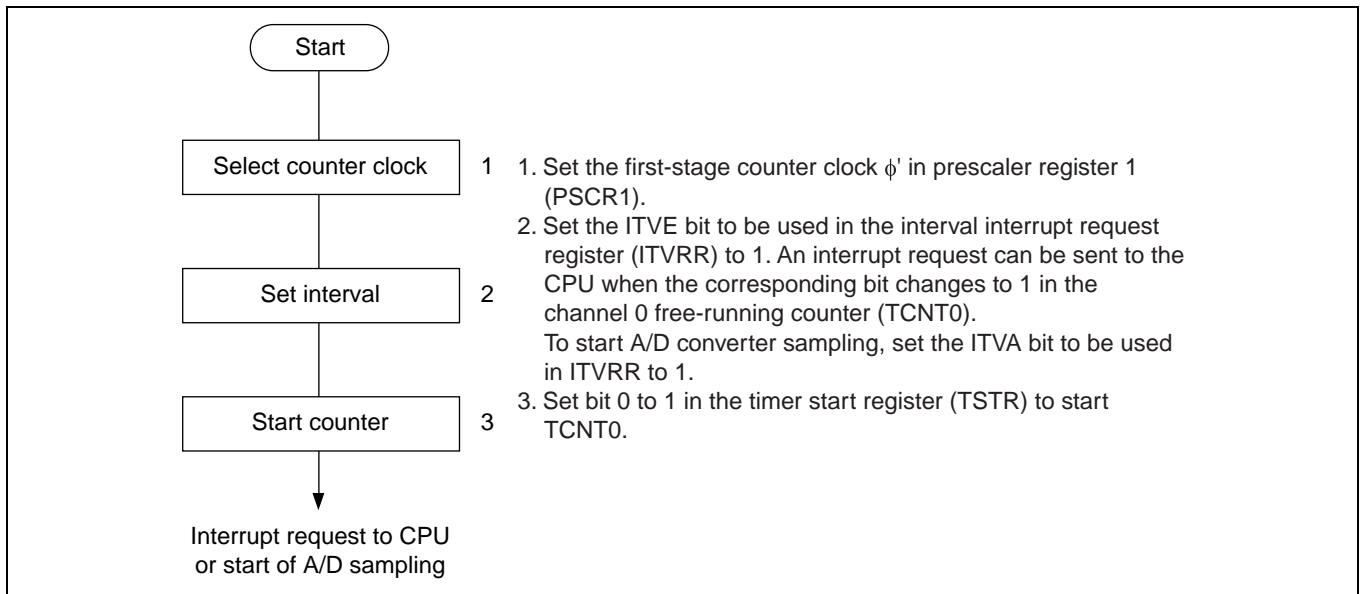 Start
Select counter clock
1
Set interval
2
Start counter
3
Interrupt request to CPU
or start of A/D sampling
1. Set the first-stage counter clock ϕ' in prescaler register 1
(PSCR1).
2. Set the ITVE bit to be used in the interval interrupt request
register (ITVRR) to 1. An interrupt request can be sent to the
CPU when the corresponding bit changes to 1 in the
channel 0 free-running counter (TCNT0).
To start A/D converter sampling, set the ITVA bit to be used
in ITVRR to 1.
3. Set bit 0 to 1 in the timer start register (TSTR) to start
TCNT0.